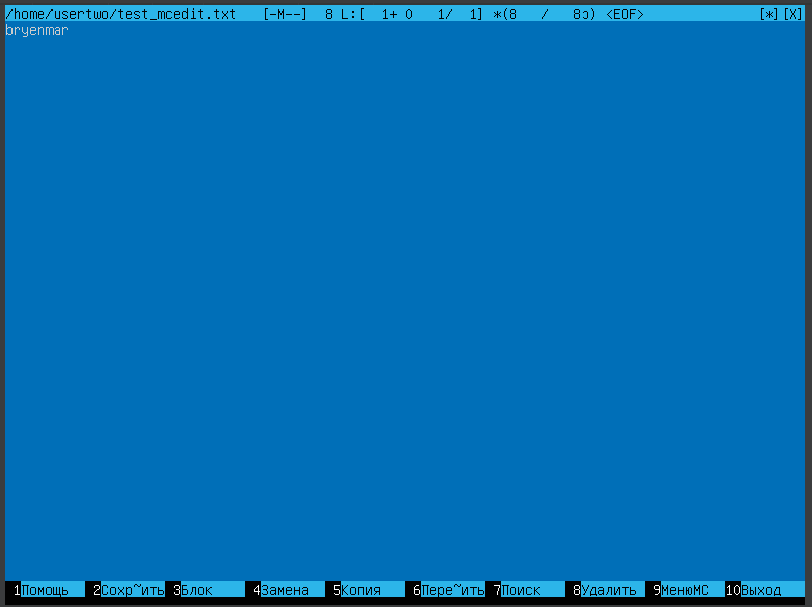 /home/usertwo/test_mcedit.txt [-M--] 8 L:[ 1+ 0 1/ 1] *(8 / 8b) <EOF> [*][X]
bryenmar
1Помощь 2Сохр~ить 3Блок 4Замена 5Копия 6Пере~ить 7Поиск 8Удалить 9МенюMC 10Выход